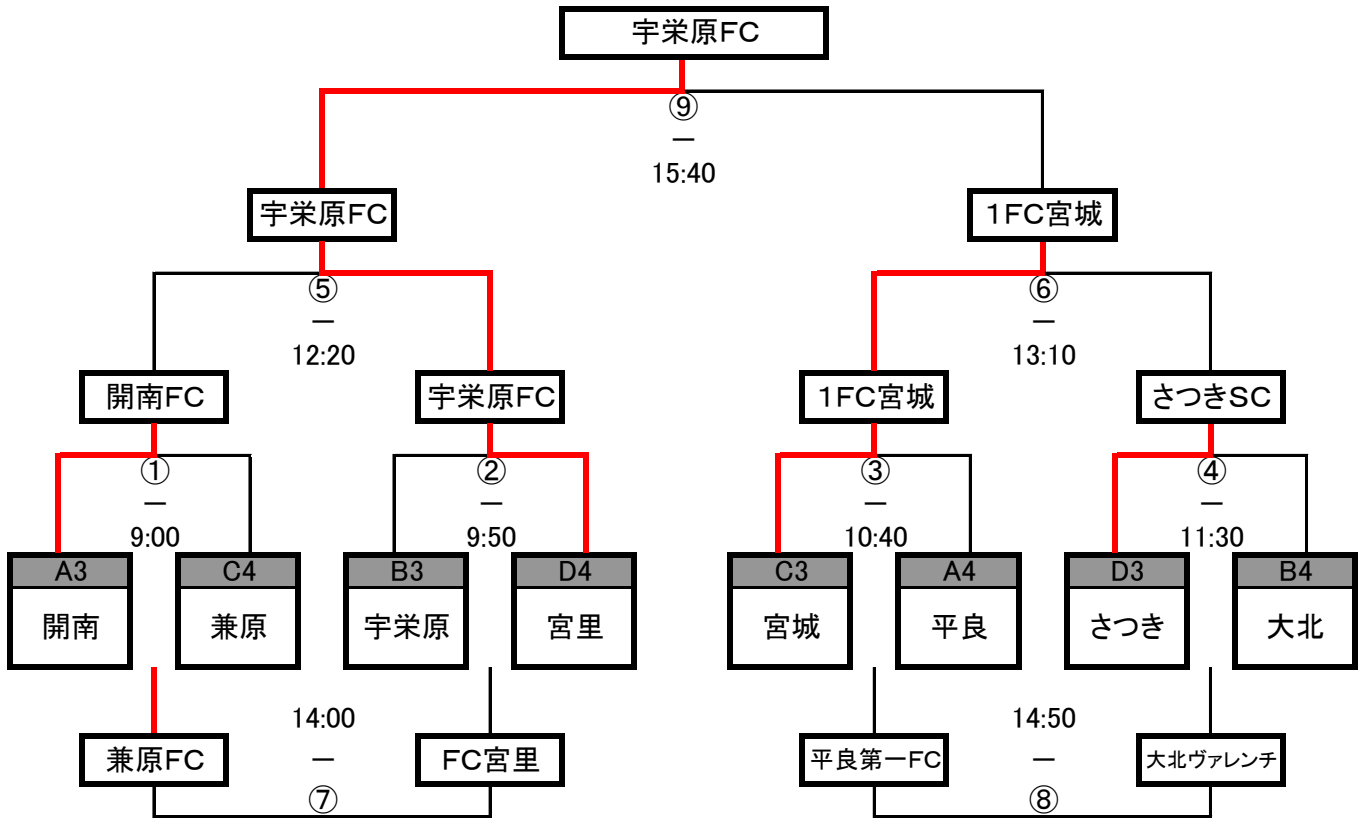 宇栄原FC
⑨
ー
15:40
宇栄原FC
1FC宮城
⑤
ー
12:20
⑥
ー
13:10
開南FC
宇栄原FC
1FC宮城
さつきSC
①
ー
9:00
②
ー
9:50
③
ー
10:40
④
ー
11:30
A3
C4
B3
D4
C3
A4
D3
B4
開南
兼原
宇栄原
宮里
宮城
平良
さつき
大北
14:00
14:50
兼原FC
ー
FC宮里
平良第一FC
ー
大北ヴァレンチ
⑦
⑧